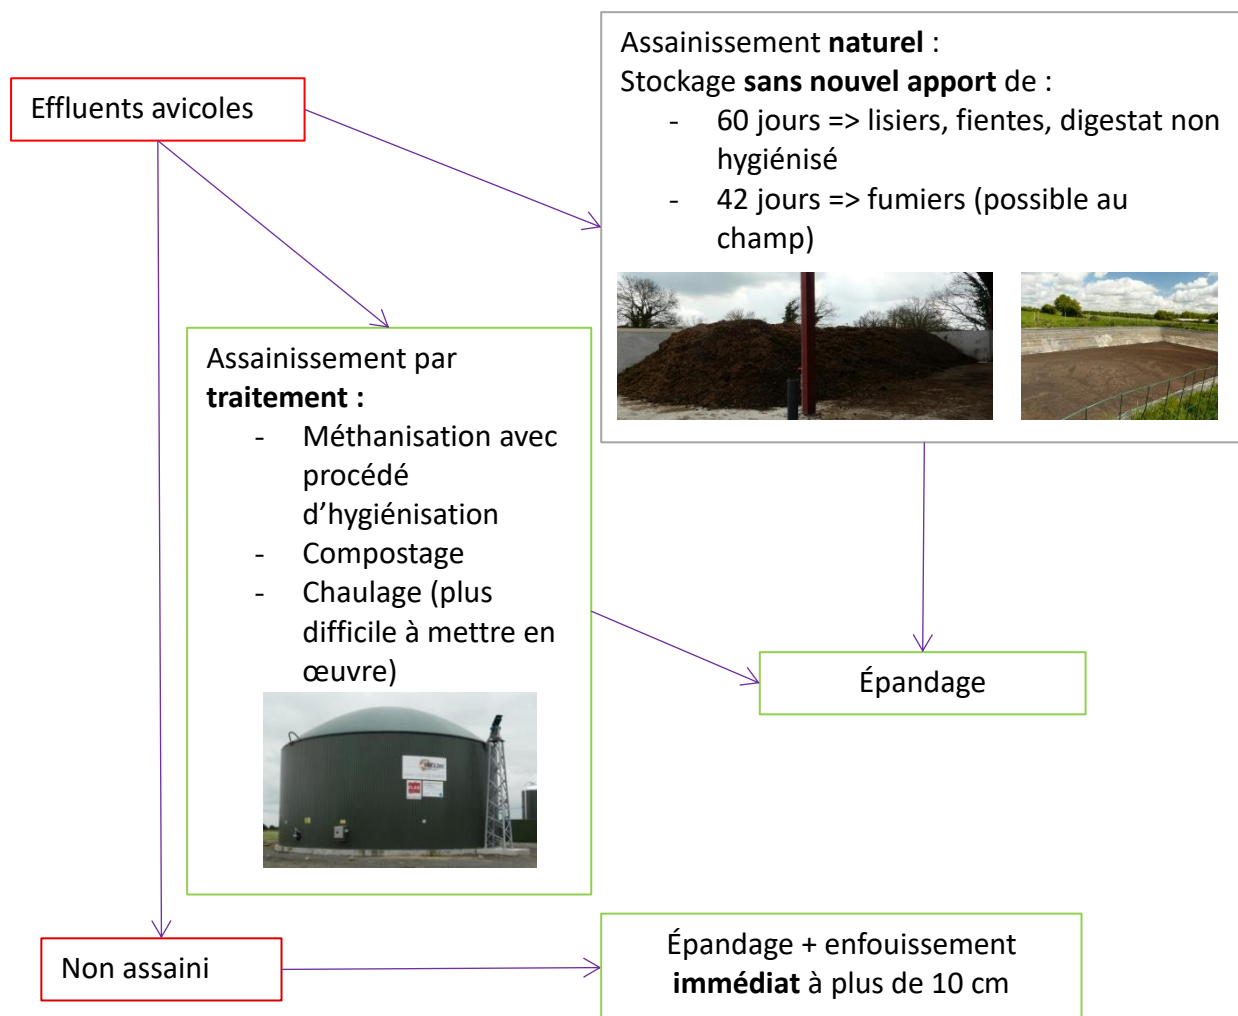 Effluents avicoles
Assainissement naturel :
Stockage sans nouvel apport de :
- 60 jours => lisiers, fientes, digestat non
hygiénisé
- 42 jours => fumiers (possible au
champ)
Assainissement par
traitement :
- Méthanisation avec
procédé
d’hygiénisation
- Compostage
- Chaulage (plus
difficile à mettre en
œuvre)
Épandage
Non assaini
Épandage + enfouissement
immédiat à plus de 10 cm